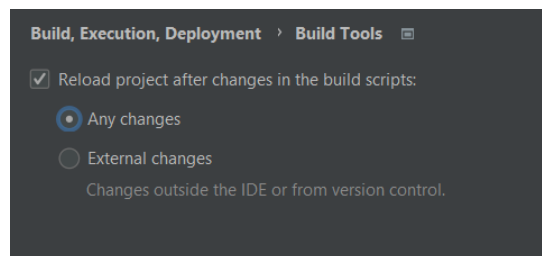 Build, Execution, Deployment › Build Tools
Reload project after changes in the build scripts:
Any changes
External changes
Changes outside the IDE or from version control.